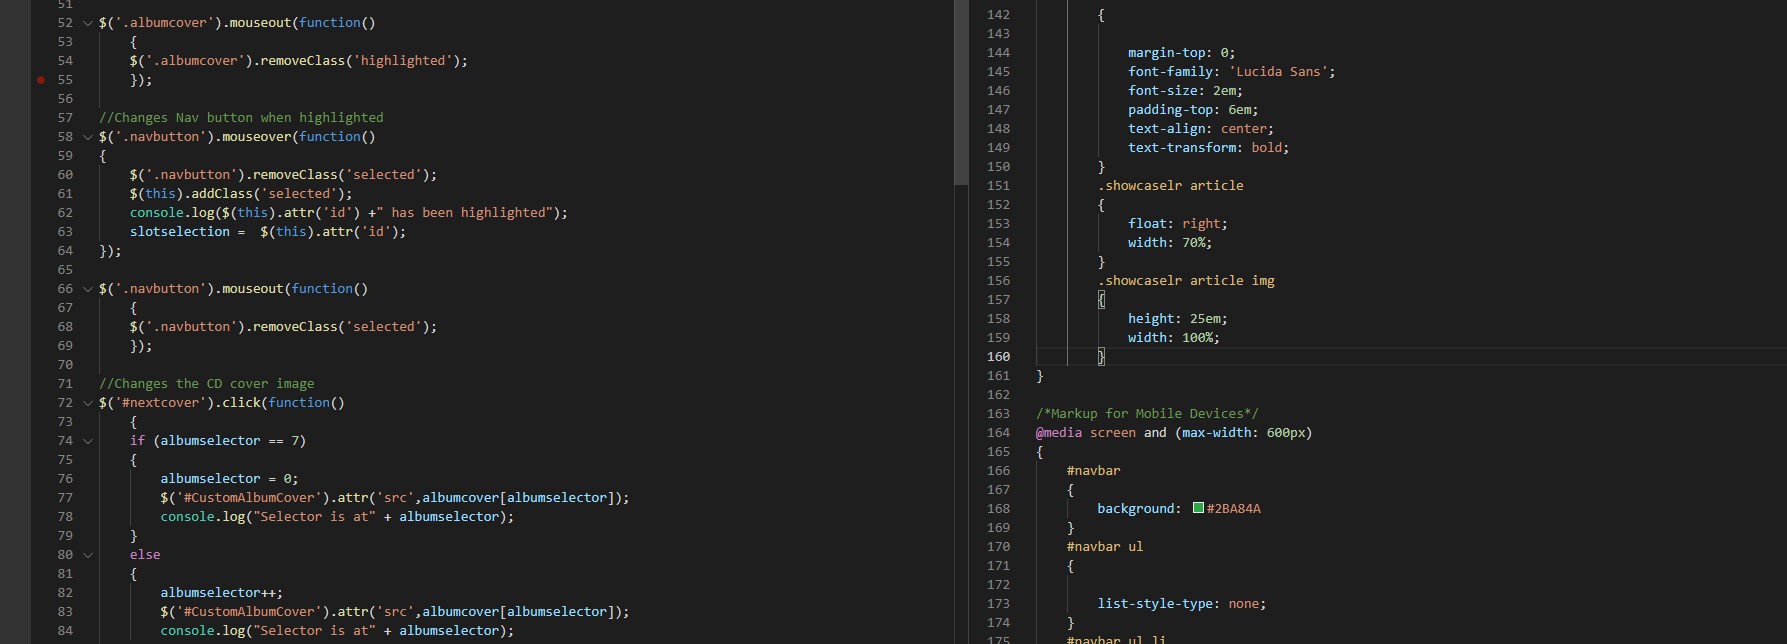 51
52 $('.albumcover').mouseout(function()
53 {
54 $('.albumcover').removeClass('highlighted');
55 });
56
57 //Changes Nav button when highlighted
58 $('.navbutton').mouseover(function()
59 {
60 $('.navbutton').removeClass('selected');
61 $(this).addClass('selected');
62 console.log($(this).attr('id') +" has been highlighted");
63 slotselection =  $(this).attr('id');
64 });
65
66 $('.navbutton').mouseout(function()
67 {
68 $('.navbutton').removeClass('selected');
69 });
70
71 //Changes the CD cover image
72 $('#nextcover').click(function()
73 {
74 if (albumselector == 7)
75 {
76 albumselector = 0;
77 $('#CustomAlbumCover').attr('src',albumcover[albumselector]);
78 console.log("Selector is at" + albumselector);
79 }
80 else
81 {
82 albumselector++;
83 $('#CustomAlbumCover').attr('src',albumcover[albumselector]);
84 console.log("Selector is at" + albumselector);
142 {
143
144 margin-top: 0;
145 font-family: 'Lucida Sans';
146 font-size: 2em;
147 padding-top: 6em;
148 text-align: center;
149 text-transform: bold;
150 }
151 .showcaselr article
152 {
153 float: right;
154 width: 70%;
155 }
156 .showcaselr article img
157 {
158 height: 25em;
159 width: 100%;
160 }
161 }
162
163 /*Markup for Mobile Devices*/
164 @media screen and (max-width: 600px)
165 {
166 #navbar
167 {
168 background: #2BA84A
169 }
170 #navbar ul
171 {
172
173 list-style-type: none;
174 }
175 #navbar ul li